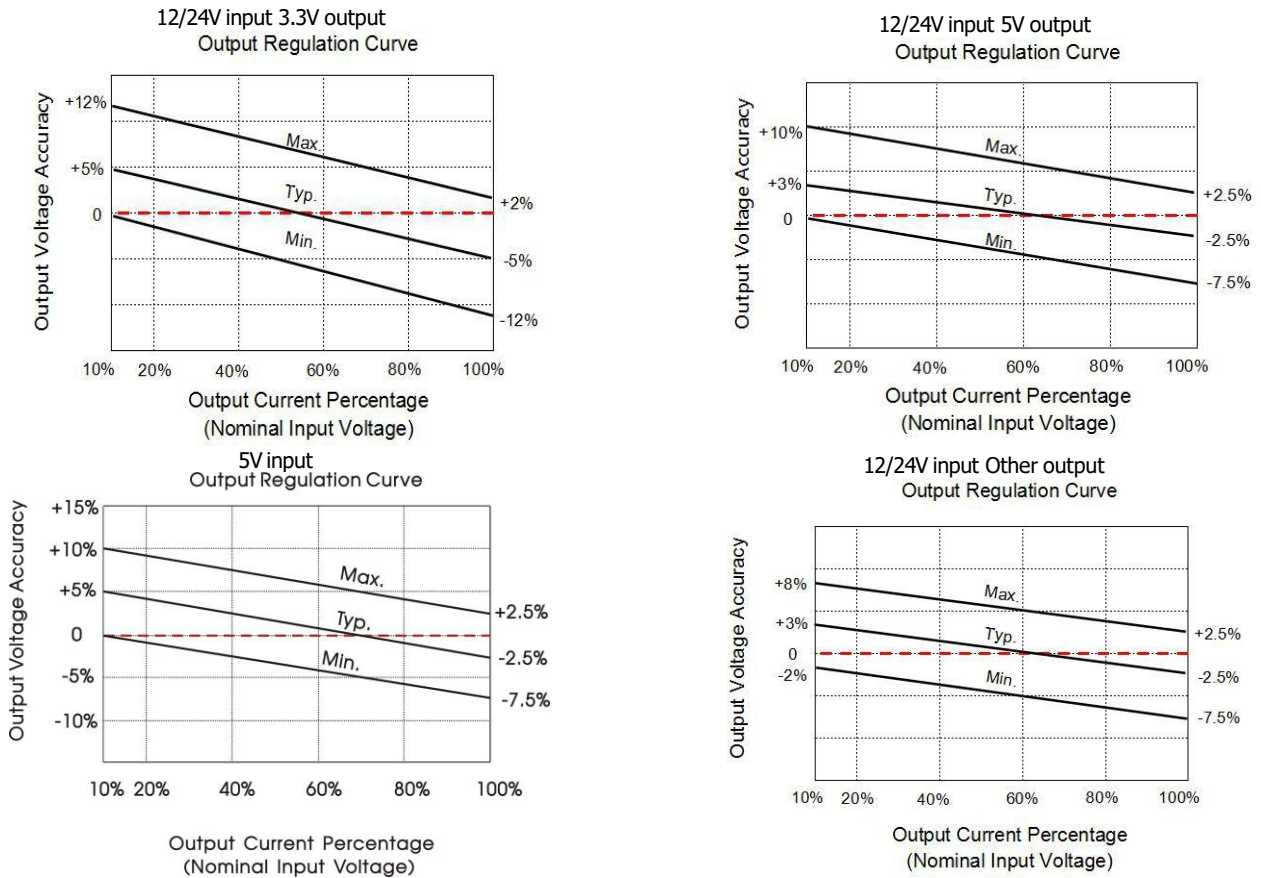 12/24V input 3.3V output
Output Regulation Curve
Output Voltage Accuracy
+12%
+5%
0
Max.
Typ.
Min.
+2%
-5%
-12%
10% 20% 40% 60% 80% 100%
Output Current Percentage
(Nominal Input Voltage)
12/24V input 5V output
Output Regulation Curve
Output Voltage Accuracy
+10%
+3%
0
Max.
Typ.
Min.
+2.5%
-2.5%
-7.5%
10% 20% 40% 60% 80% 100%
Output Current Percentage
(Nominal Input Voltage)
5V input
Output Regulation Curve
Output Voltage Accuracy
+15%
+10%
+5%
0
-5%
-10%
Max.
Typ.
Min.
+2.5%
-2.5%
-7.5%
10% 20% 40% 60% 80% 100%
Output Current Percentage
(Nominal Input Voltage)
12/24V input Other output
Output Regulation Curve
Output Voltage Accuracy
+8%
+3%
0
-2%
Max.
Typ.
Min.
+2.5%
-2.5%
-7.5%
10% 20% 40% 60% 80% 100%
Output Current Percentage
(Nominal Input Voltage)